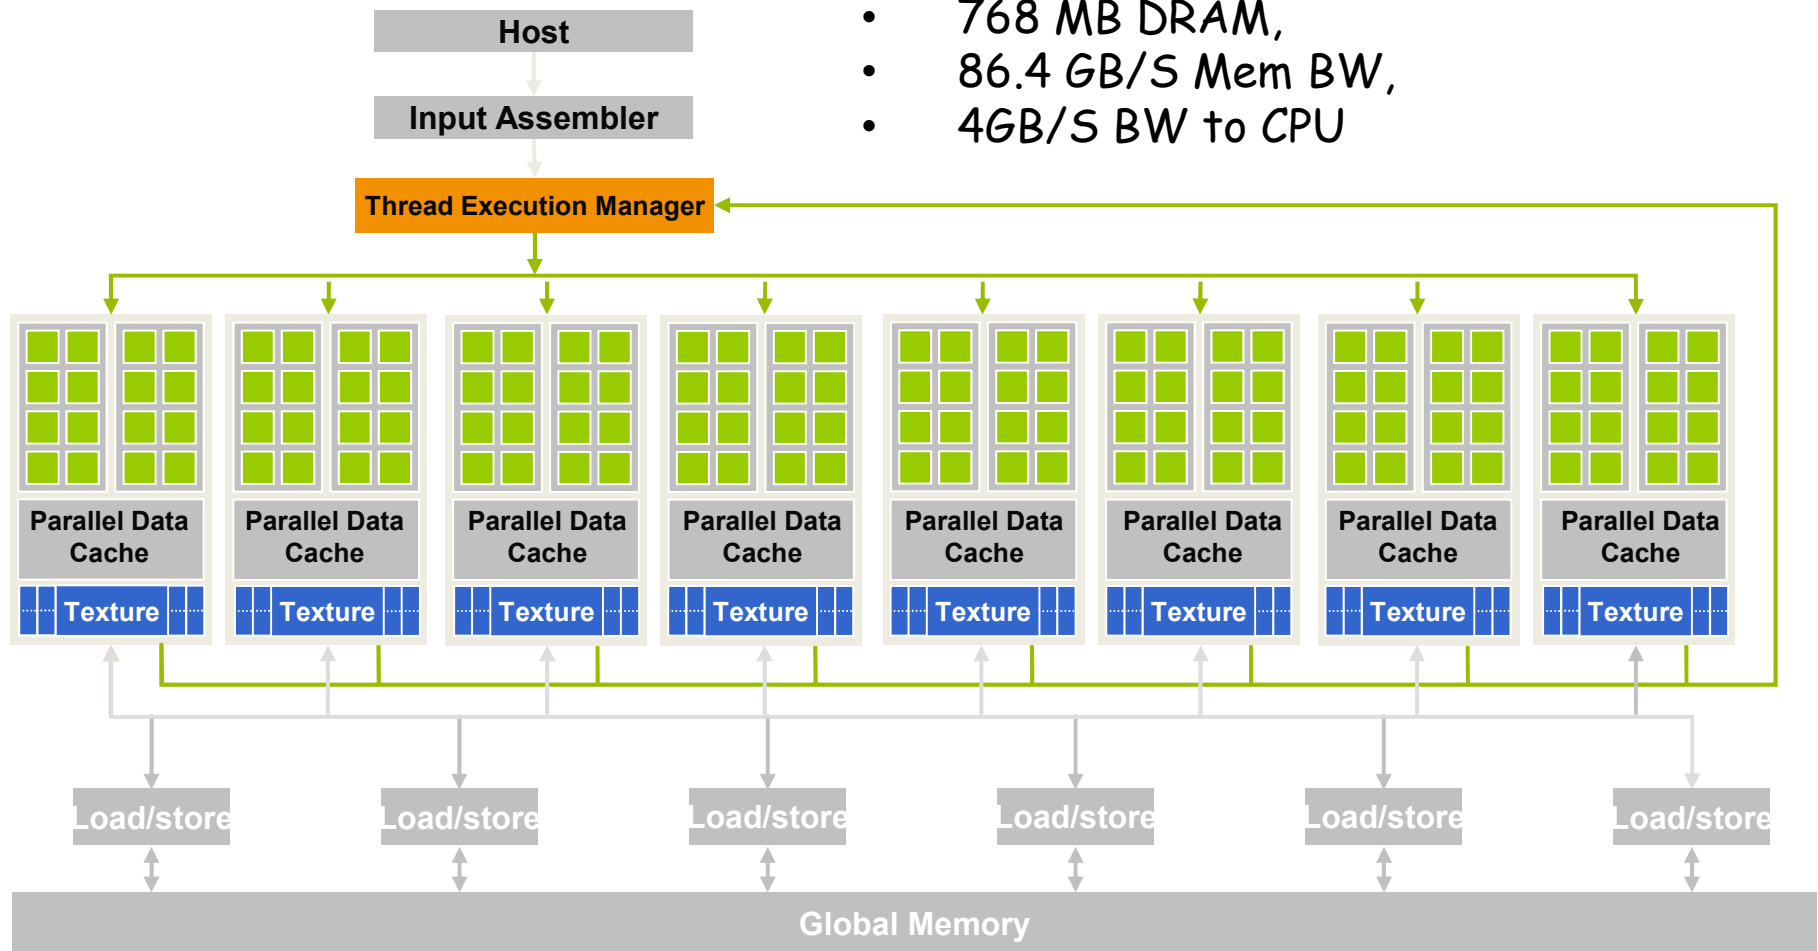 Host
Input Assembler
Thread Execution Manager
• 768 MB DRAM,
• 86.4 GB/S Mem BW,
• 4GB/S BW to CPU
Parallel Data
Cache
Texture
Parallel Data
Cache
Texture
Parallel Data
Cache
Texture
Parallel Data
Cache
Texture
Parallel Data
Cache
Texture
Parallel Data
Cache
Texture
Parallel Data
Cache
Texture
Parallel Data
Cache
Texture
Load/store
Load/store
Load/store
Load/store
Load/store
Load/store
Global Memory